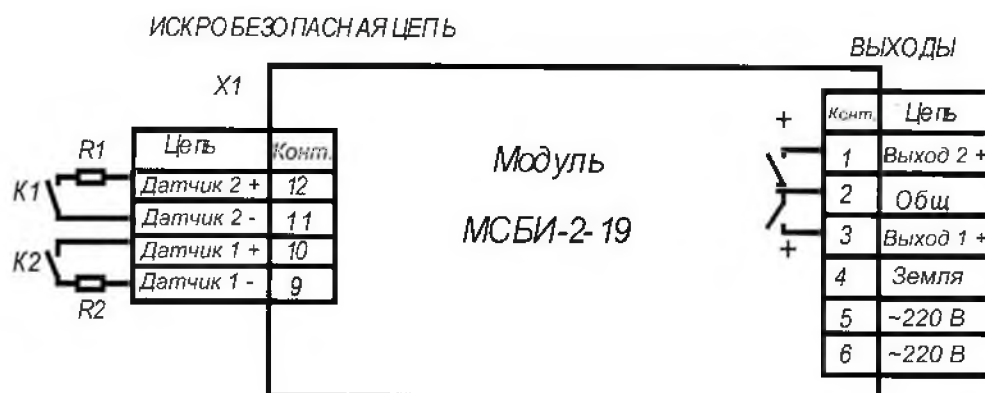 ИСКРОБЕЗОПАСНАЯ ЦЕПЬ
ВЫХОДЫ
X1
Цепь Конт.
R1
K1
Датчик 2 + 12
Датчик 2 - 11
K2
Датчик 1 + 10
Датчик 1 - 9
R2
Модуль
МСБИ-2-19
+
+
Конт. Цепь
1 Выход 2 +
2 Общ
3 Выход 1 +
4 Земля
5 ~220 В
6 ~220 В